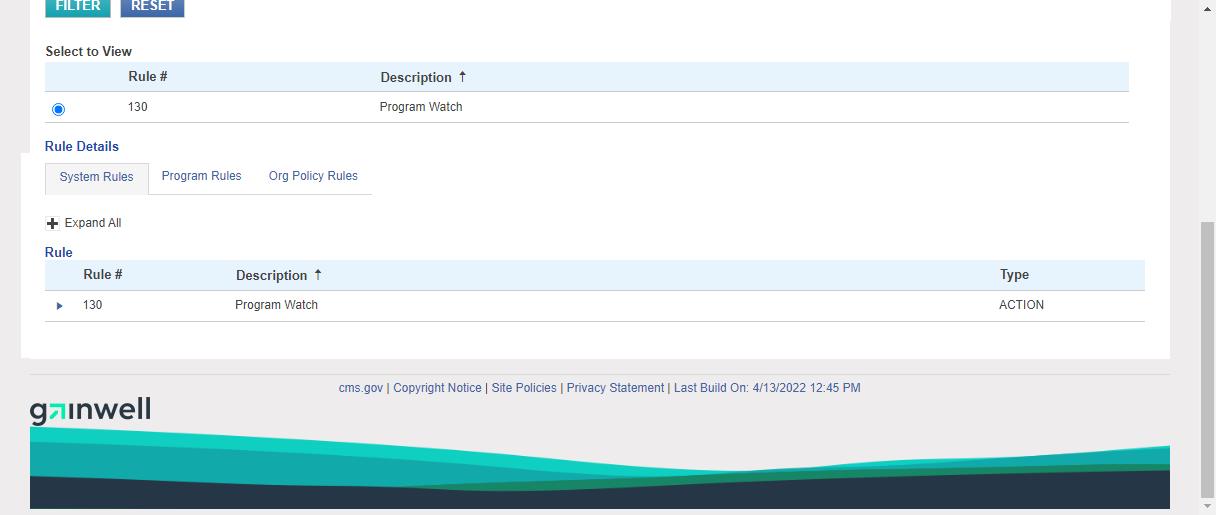 FILTER RESET
Select to View
Rule # Description ↑
130 Program Watch
Rule Details
System Rules Program Rules Org Policy Rules
Expand All
Rule
Rule # Description ↑ Type
130 Program Watch ACTION
cms.gov | Copyright Notice | Site Policies | Privacy Statement | Last Build On: 4/13/2022 12:45 PM
gainwell